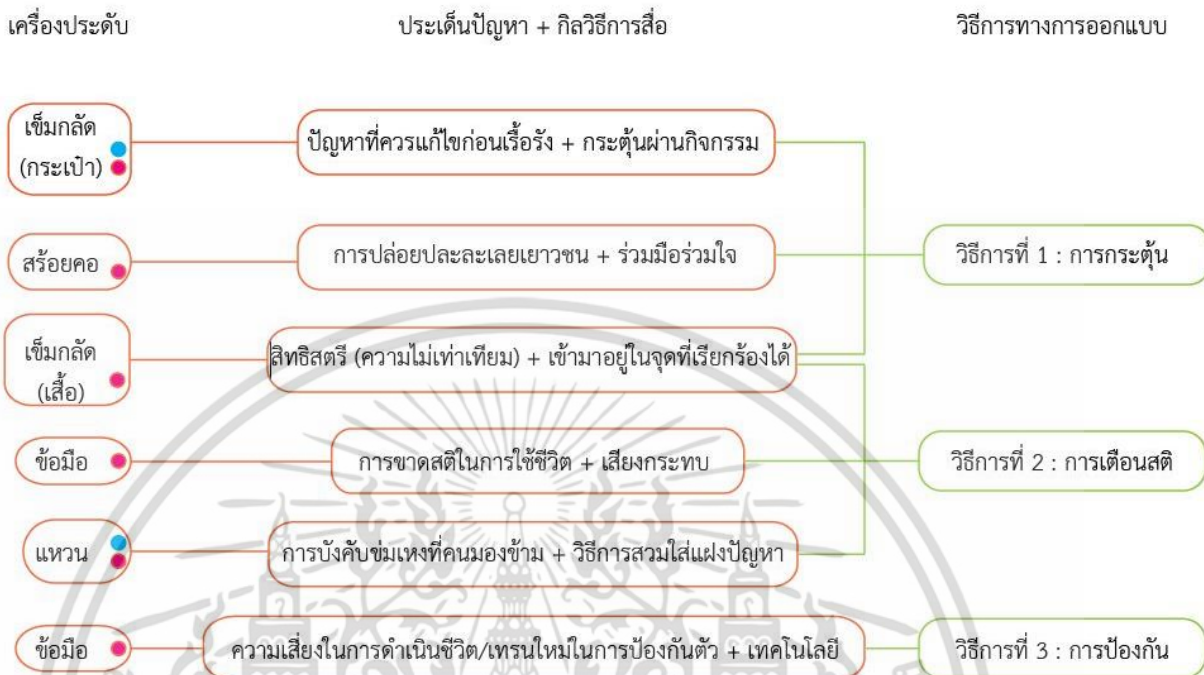 เครื่องประดับ ประเด็นปัญหา + กิลวิธีการสื่อ วิธีการทางการออกแบบ
เข็มกลัด
(กระเป๋า)
ปัญหาที่ควรแก้ไขก่อนเรื้อรัง + กระตุ้นผ่านกิจกรรม
สร้อยคอ
การปล่อยปละละเลยเยาวชน + ร่วมมือร่วมใจ
วิธีการที่ 1 : การกระตุ้น
เข็มกลัด
(เสื้อ)
สิทธิสตรี (ความไม่เท่าเทียม) + เข้ามาอยู่ในจุดที่เรียกร้องได้
ข้อมือ
การขาดสติในการใช้ชีวิต + เสียงกระทบ
วิธีการที่ 2 : การเตือนสติ
แหวน
การบังคับข่มเหงที่คนมองข้าม + วิธีการสวมใส่แฝงปัญหา
ข้อมือ
ความเสี่ยงในการดำเนินชีวิต/เทรนใหม่ในการป้องกันตัว + เทคโนโลยี
วิธีการที่ 3 : การป้องกัน